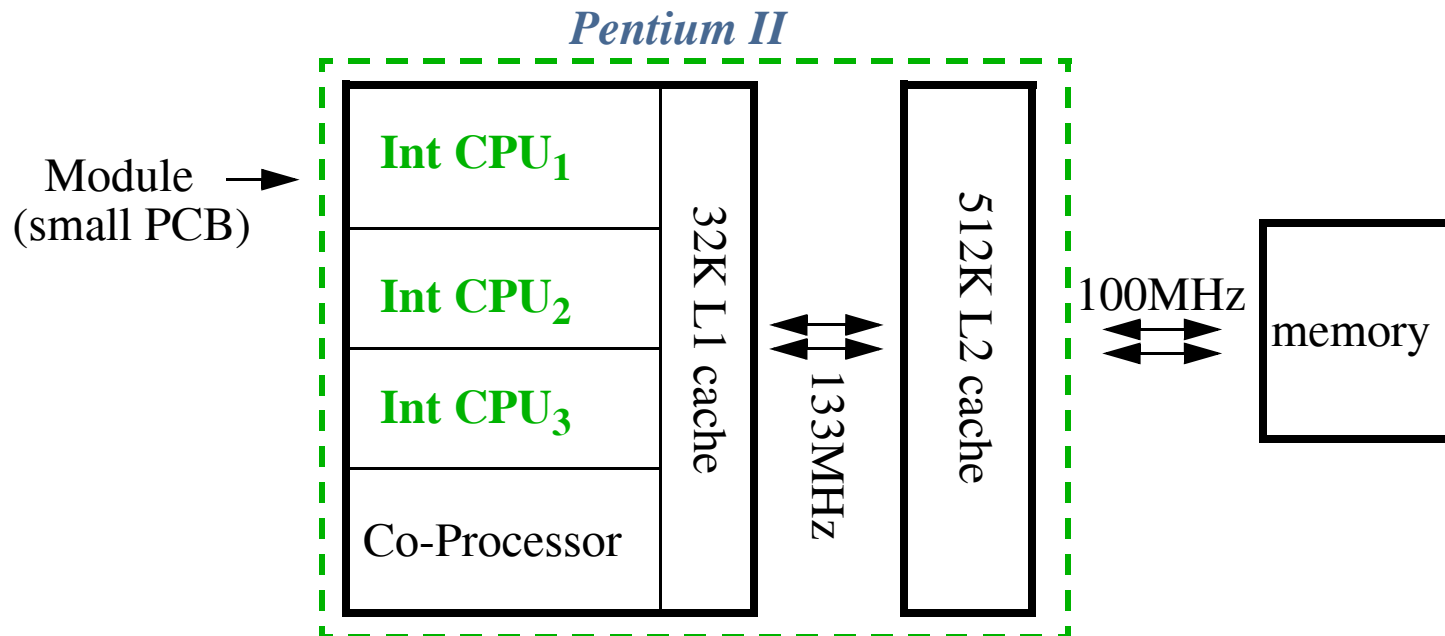 Pentium II
Module
(small PCB)
Int CPU₁
Int CPU₂
Int CPU₃
Co-Processor
32K L1 cache
133MHz
512K L2 cache
100MHz
memory